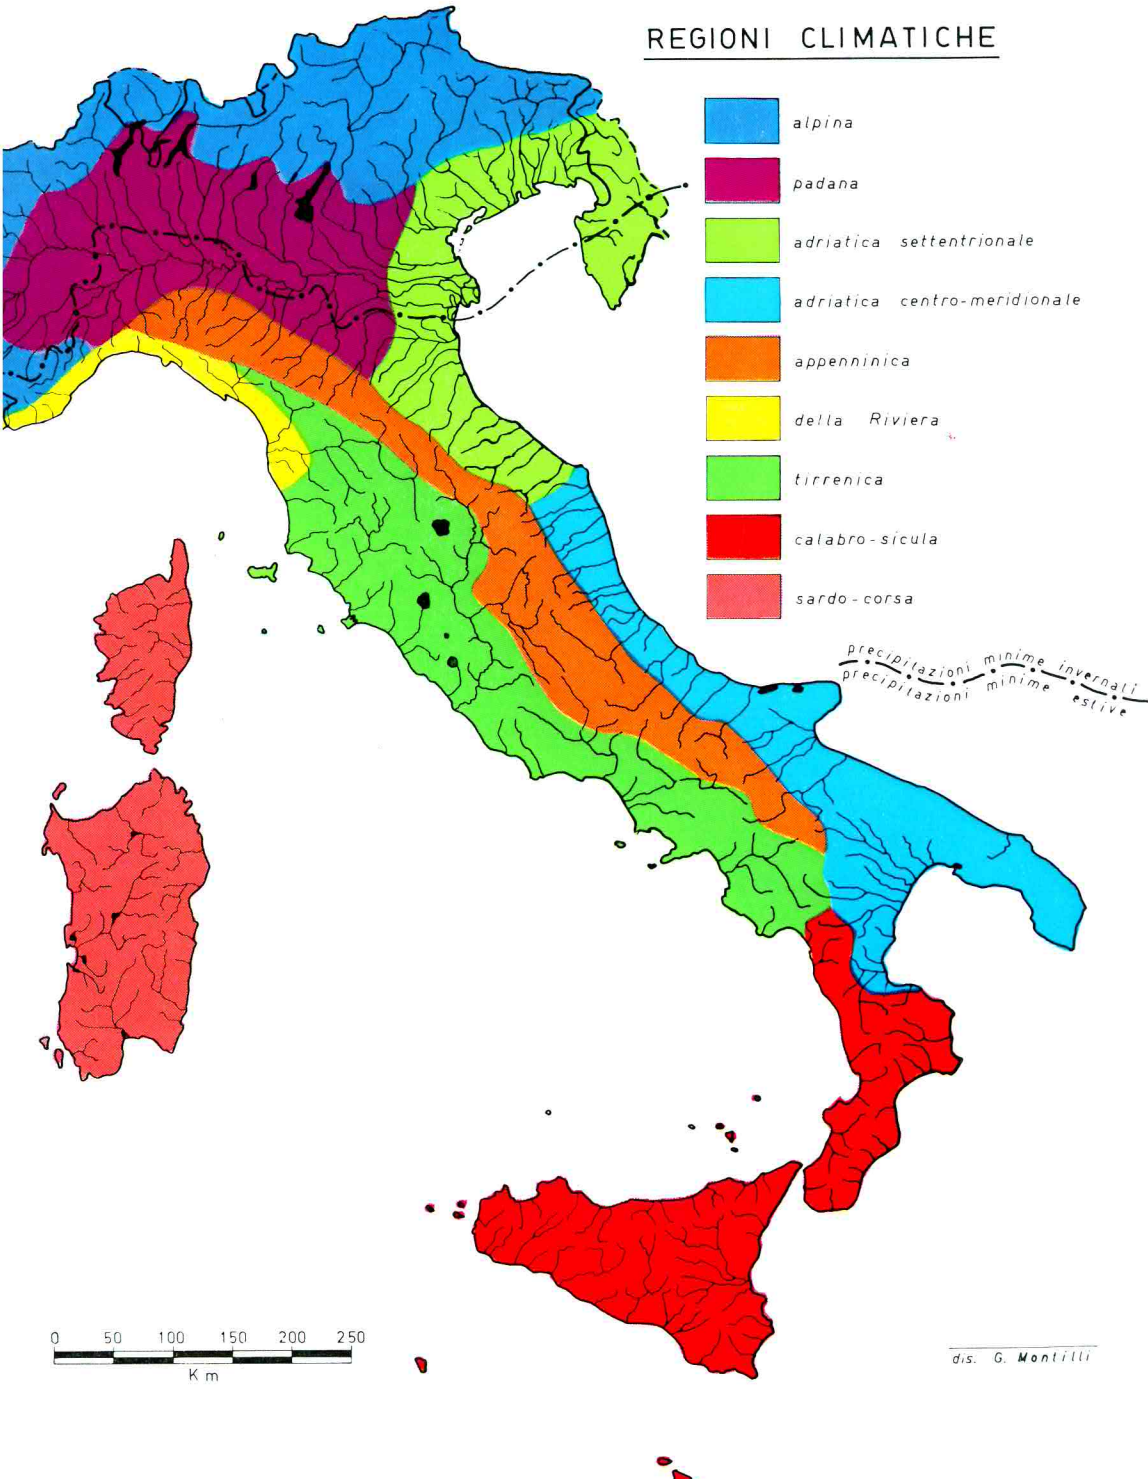 REGIONI CLIMATICHE
alpina
padana
adriatica settentrionale
adriatica centro-meridionale
appenninica
della Riviera
tirrenica
calabro-sicula
sardo-corsa
precipitazioni minime invernali
precipitazioni minime estive
0 50 100 150 200 250
Km
dis. G. Montilli